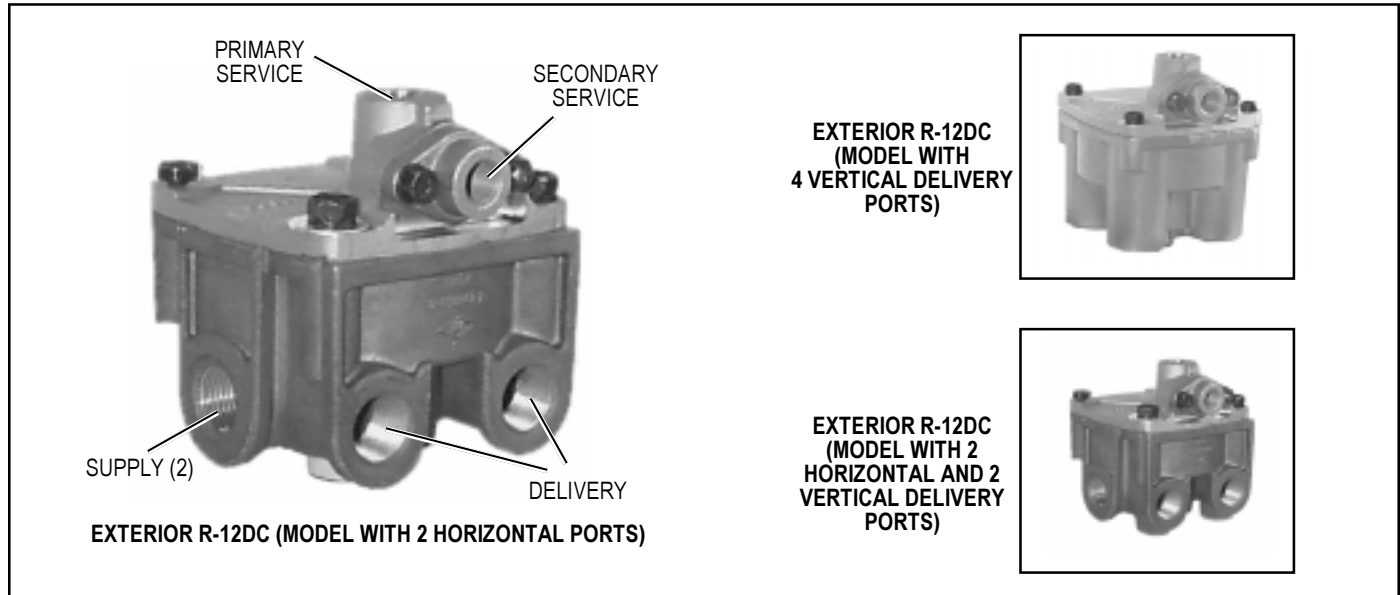 PRIMARY
SERVICE
SECONDARY
SERVICE
SUPPLY (2)
DELIVERY
EXTERIOR R-12DC (MODEL WITH 2 HORIZONTAL PORTS)
EXTERIOR R-12DC
(MODEL WITH
4 VERTICAL DELIVERY
PORTS)
EXTERIOR R-12DC
(MODEL WITH 2
HORIZONTAL AND 2
VERTICAL DELIVERY
PORTS)